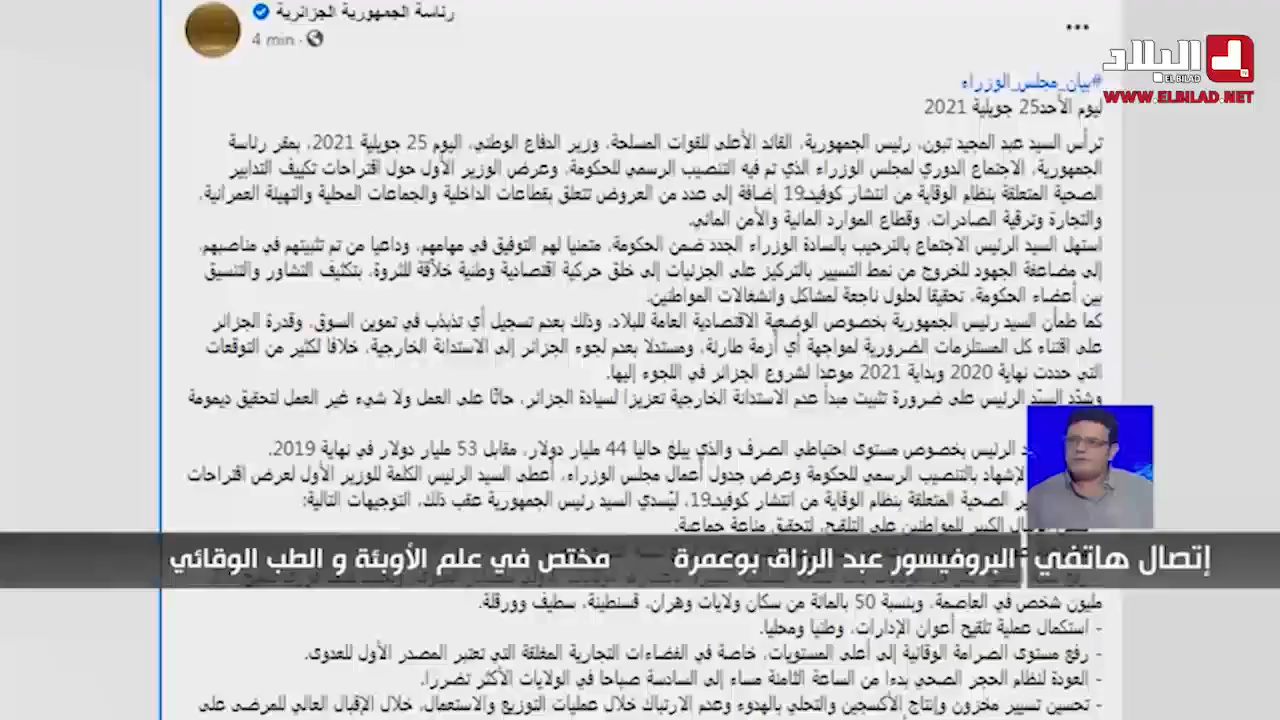 رئاسة الجمهورية الجزائرية
4 min
البلاد
EL BILAD
WWW.ELBILAD.NET
#بيان_مجلس_الوزراء
ليوم الأحد25 جويلية 2021
ترأس السيد عبد المجيد تبون، رئيس الجمهورية، القائد الأعلى للقوات المسلحة، وزير الدفاع الوطني، اليوم 25 جويلية 2021، بمقر رئاسة
الجمهورية، الاجتماع الدوري لمجلس الوزراء الذي تم فيه التنصيب الرسمي للحكومة، وعرض الوزير الأول حول اقتراحات تكييف التدابير
الصحية المتعلقة بنظام الوقاية من انتشار كوفيد19 إضافة إلى عدد من العروض تتعلق بقطاعات الداخلية والجماعات المحلية والتهيئة العمرانية،
والتجارة وترقية الصادرات، وقطاع الموارد المائية والأمن المائي.
استهل السيد الرئيس الاجتماع بالترحيب بالسادة الوزراء الجدد ضمن الحكومة، متمنيا لهم التوفيق في مهامهم، وداعيا من تم تثبيتهم في مناصبهم،
إلى مضاعفة الجهود للخروج من نمط التسيير بالتركيز على الجزئيات إلى خلق حركية اقتصادية وطنية خلاّقة للثروة، بتكثيف التشاور والتنسيق
بين أعضاء الحكومة، تحقيقا لحلول ناجعة لمشاكل وانشغالات المواطنين.
كما طمأن السيد رئيس الجمهورية بخصوص الوضعية الاقتصادية العامة للبلاد، وذلك بعدم تسجيل أي تذبذب في تموين السوق، وقدرة الجزائر
على اقتناء كل المستلزمات الضرورية لمواجهة أي أزمة طارئة، ومستدلا بعدم لجوء الجزائر إلى الاستدانة الخارجية، خلافا لكثير من التوقعات
التي حددت نهاية 2020 وبداية 2021 موعدا لشروع الجزائر في اللجوء إليها.
وشدّد السيّد الرئيس على ضرورة تثبيت مبدأ عدم الاستدانة الخارجية تعزيزا لسيادة الجزائر، حاثّا على العمل ولا شيء غير العمل لتحقيق ديمومة
الرئيس بخصوص مستوى احتياطي الصرف والذي يبلغ حاليا 44 مليار دولار، مقابل 53 مليار دولار في نهاية 2019.
بالتنصيب الرسمي للحكومة وعرض جدول أعمال مجلس الوزراء، أعطى السيد الرئيس الكلمة للوزير الأول لعرض اقتراحات
الصحية المتعلقة بنظام الوقاية من انتشار كوفيد19، ليُسدي السيد رئيس الجمهورية عقب ذلك، التوجيهات التالية:
الكبير للمواطنين على التلقيح، لتحقيق مناعة جماعية.
إتصال هاتفي | البروفيسور عبد الرزاق بوعمرة مختص في علم الأوبئة و الطب الوقائي
مليون شخص في العاصمة، وبنسبة 50 بالمائة من سكان ولايات وهران، قسنطينة، سطيف وورقلة.
- استكمال عملية تلقيح أعوان الإدارات، وطنيا ومحليا.
- رفع مستوى الصرامة الوقائية إلى أعلى المستويات، خاصة في الفضاءات التجارية المغلقة التي تعتبر المصدر الأول للعدوى.
- العودة لنظام الحجر الصحي بدءا من الساعة الثامنة مساء إلى السادسة صباحا في الولايات الأكثر تضررا.
- تحسين تسيير مخزون وإنتاج الأكسجين والتحلي بالهدوء وعدم الارتباك خلال عمليات التوزيع والاستعمال، خلال الإقبال العالي للمرضى على